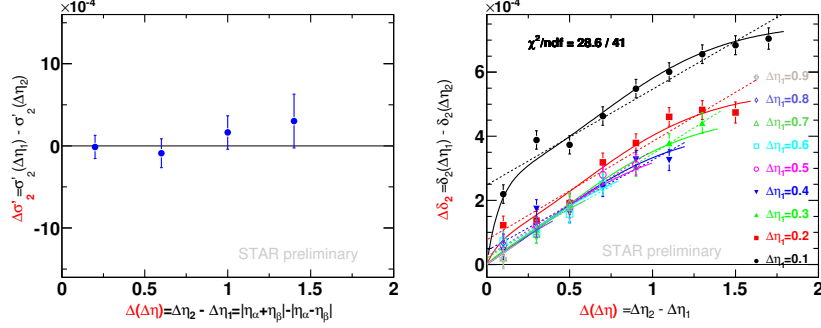 ×10⁻⁴
10
0
-10
Δσ'₂=σ'₂(Δη₁) - σ'₂(Δη₂)
STAR preliminary
0 0.5 1 1.5 2
Δ(Δη)=Δη₂ - Δη₁=|ηα+ηβ|-|ηα-ηβ|
×10⁻⁴
6
4
2
0
Δδ₂ =δ₂(Δη₁) - δ₂(Δη₂)
χ²/ndf = 28.6 / 41
Δη₁=0.9
Δη₁=0.8
Δη₁=0.7
Δη₁=0.6
Δη₁=0.5
Δη₁=0.4
Δη₁=0.3
Δη₁=0.2
Δη₁=0.1
STAR preliminary
0 0.5 1 1.5 2
Δ(Δη) =Δη₂ - Δη₁